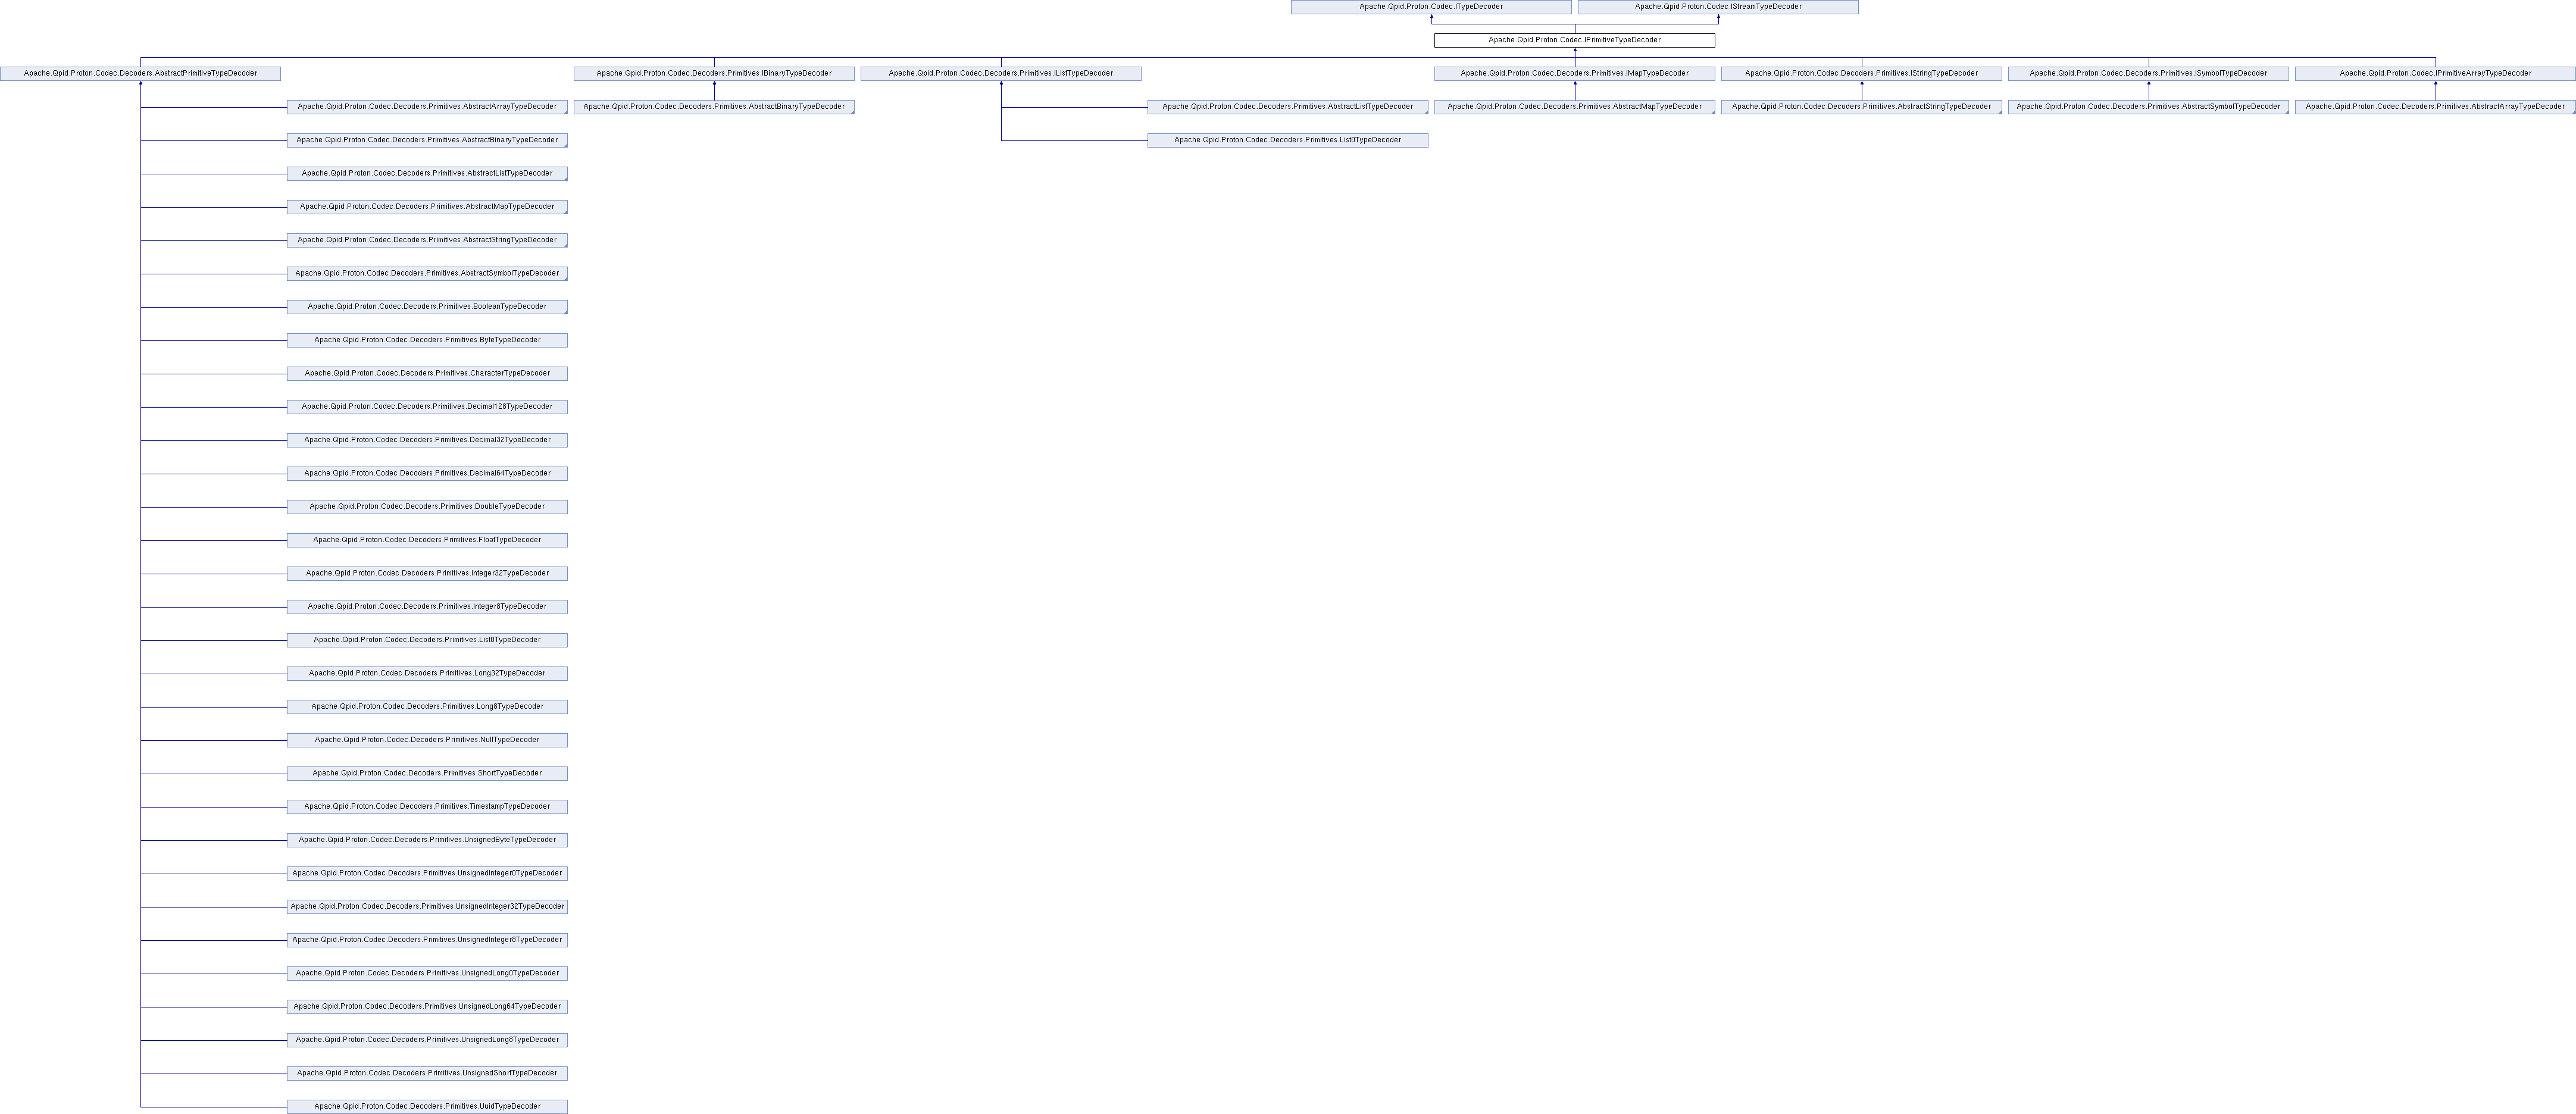 Apache.Qpid.Proton.Codec.ITypeDecoder
Apache.Qpid.Proton.Codec.IStreamTypeDecoder
Apache.Qpid.Proton.Codec.IPrimitiveTypeDecoder
Apache.Qpid.Proton.Codec.Decoders.AbstractPrimitiveTypeDecoder
Apache.Qpid.Proton.Codec.Decoders.Primitives.IBinaryTypeDecoder
Apache.Qpid.Proton.Codec.Decoders.Primitives.IListTypeDecoder
Apache.Qpid.Proton.Codec.Decoders.Primitives.IMapTypeDecoder
Apache.Qpid.Proton.Codec.Decoders.Primitives.IStringTypeDecoder
Apache.Qpid.Proton.Codec.Decoders.Primitives.ISymbolTypeDecoder
Apache.Qpid.Proton.Codec.IPrimitiveArrayTypeDecoder
Apache.Qpid.Proton.Codec.Decoders.Primitives.AbstractArrayTypeDecoder
Apache.Qpid.Proton.Codec.Decoders.Primitives.AbstractBinaryTypeDecoder
Apache.Qpid.Proton.Codec.Decoders.Primitives.AbstractListTypeDecoder
Apache.Qpid.Proton.Codec.Decoders.Primitives.AbstractMapTypeDecoder
Apache.Qpid.Proton.Codec.Decoders.Primitives.AbstractStringTypeDecoder
Apache.Qpid.Proton.Codec.Decoders.Primitives.AbstractSymbolTypeDecoder
Apache.Qpid.Proton.Codec.Decoders.Primitives.AbstractArrayTypeDecoder
Apache.Qpid.Proton.Codec.Decoders.Primitives.AbstractBinaryTypeDecoder
Apache.Qpid.Proton.Codec.Decoders.Primitives.List0TypeDecoder
Apache.Qpid.Proton.Codec.Decoders.Primitives.AbstractListTypeDecoder
Apache.Qpid.Proton.Codec.Decoders.Primitives.AbstractMapTypeDecoder
Apache.Qpid.Proton.Codec.Decoders.Primitives.AbstractStringTypeDecoder
Apache.Qpid.Proton.Codec.Decoders.Primitives.AbstractSymbolTypeDecoder
Apache.Qpid.Proton.Codec.Decoders.Primitives.BooleanTypeDecoder
Apache.Qpid.Proton.Codec.Decoders.Primitives.ByteTypeDecoder
Apache.Qpid.Proton.Codec.Decoders.Primitives.CharacterTypeDecoder
Apache.Qpid.Proton.Codec.Decoders.Primitives.Decimal128TypeDecoder
Apache.Qpid.Proton.Codec.Decoders.Primitives.Decimal32TypeDecoder
Apache.Qpid.Proton.Codec.Decoders.Primitives.Decimal64TypeDecoder
Apache.Qpid.Proton.Codec.Decoders.Primitives.DoubleTypeDecoder
Apache.Qpid.Proton.Codec.Decoders.Primitives.FloatTypeDecoder
Apache.Qpid.Proton.Codec.Decoders.Primitives.Integer32TypeDecoder
Apache.Qpid.Proton.Codec.Decoders.Primitives.Integer8TypeDecoder
Apache.Qpid.Proton.Codec.Decoders.Primitives.List0TypeDecoder
Apache.Qpid.Proton.Codec.Decoders.Primitives.Long32TypeDecoder
Apache.Qpid.Proton.Codec.Decoders.Primitives.Long8TypeDecoder
Apache.Qpid.Proton.Codec.Decoders.Primitives.NullTypeDecoder
Apache.Qpid.Proton.Codec.Decoders.Primitives.ShortTypeDecoder
Apache.Qpid.Proton.Codec.Decoders.Primitives.TimestampTypeDecoder
Apache.Qpid.Proton.Codec.Decoders.Primitives.UnsignedByteTypeDecoder
Apache.Qpid.Proton.Codec.Decoders.Primitives.UnsignedInteger0TypeDecoder
Apache.Qpid.Proton.Codec.Decoders.Primitives.UnsignedInteger32TypeDecoder
Apache.Qpid.Proton.Codec.Decoders.Primitives.UnsignedInteger8TypeDecoder
Apache.Qpid.Proton.Codec.Decoders.Primitives.UnsignedLong0TypeDecoder
Apache.Qpid.Proton.Codec.Decoders.Primitives.UnsignedLong64TypeDecoder
Apache.Qpid.Proton.Codec.Decoders.Primitives.UnsignedLong8TypeDecoder
Apache.Qpid.Proton.Codec.Decoders.Primitives.UnsignedShortTypeDecoder
Apache.Qpid.Proton.Codec.Decoders.Primitives.UuidTypeDecoder